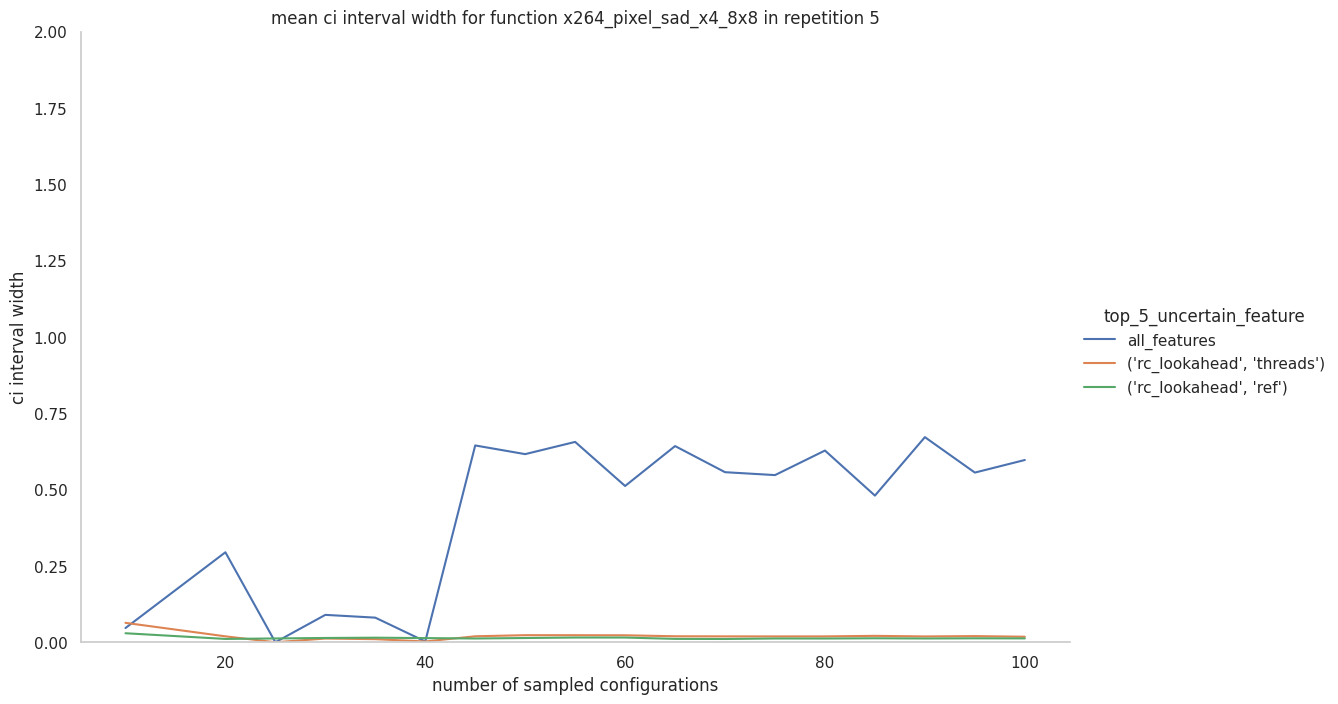 mean ci interval width for function x264_pixel_sad_x4_8x8 in repetition 5
2.00
1.75
1.50
1.25
1.00
0.75
0.50
0.25
0.00
ci interval width
20
40
60
80
100
number of sampled configurations
top_5_uncertain_feature
all_features
('rc_lookahead', 'threads')
('rc_lookahead', 'ref')